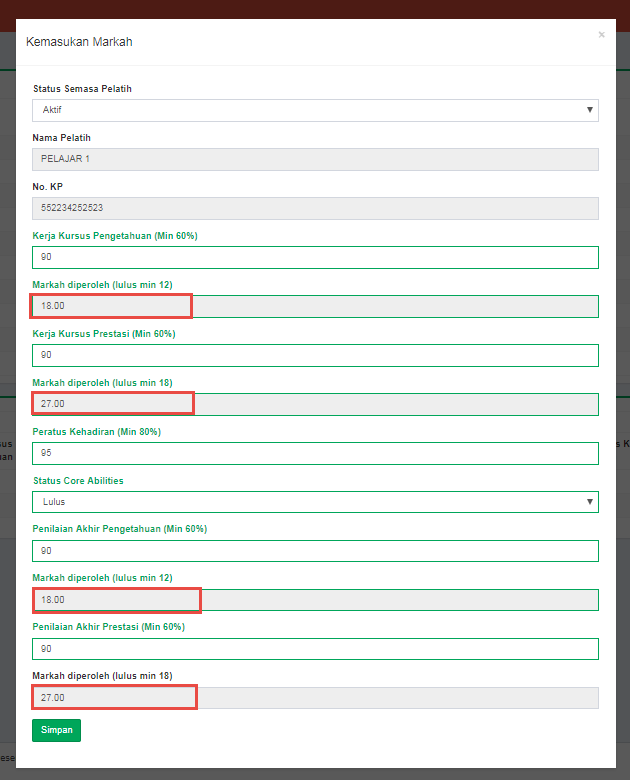 Kemasukan Markah
×
Status Semasa Pelatih
Aktif
Nama Pelatih
PELAJAR 1
No. KP
552234252523
Kerja Kursus Pengetahuan (Min 60%)
90
Markah diperoleh (lulus min 12)
18.00
Kerja Kursus Prestasi (Min 60%)
90
Markah diperoleh (lulus min 18)
27.00
Peratus Kehadiran (Min 80%)
95
Status Core Abilities
Lulus
Penilaian Akhir Pengetahuan (Min 60%)
90
Markah diperoleh (lulus min 12)
18.00
Penilaian Akhir Prestasi (Min 60%)
90
Markah diperoleh (lulus min 18)
27.00
Simpan